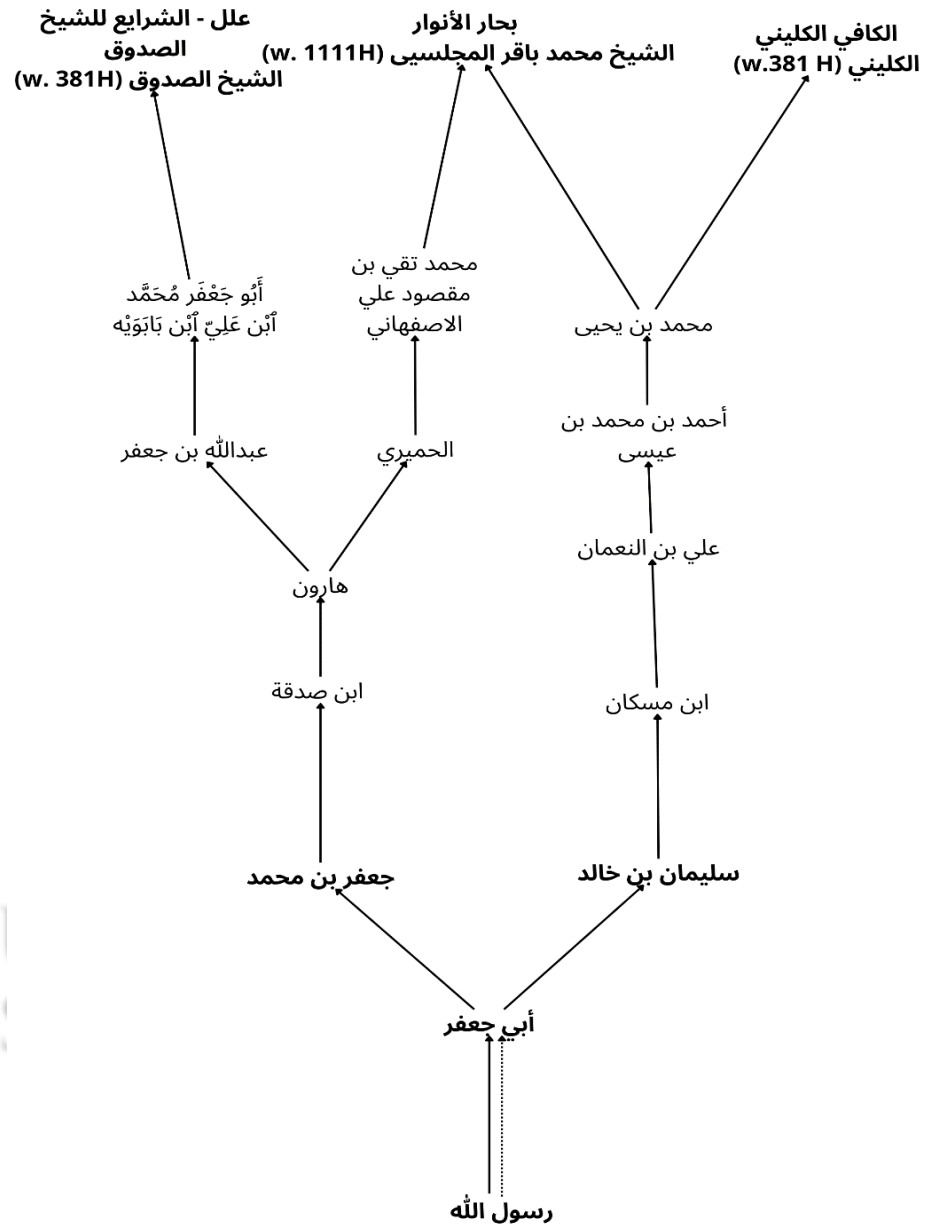 علل - الشرايع للشيخ
الصدوق
الشيخ الصدوق (w. 381H)
بحار الأنوار
الشيخ محمد باقر المجلسيى (w. 1111H)
الكافي الكليني
الكليني (w.381 H)
أَبُو جَعْفَر مُحَمَّد
ٱبْن عَلِيّ ٱبْن بَابَوَيْه
محمد تقي بن
مقصود علي
الاصفهاني
محمد بن يحيى
أحمد بن محمد بن
عيسى
عبدالله بن جعفر
الحميري
علي بن النعمان
هارون
ابن صدقة
ابن مسكان
جعفر بن محمد
سليمان بن خالد
أبي جعفر
رسول الله